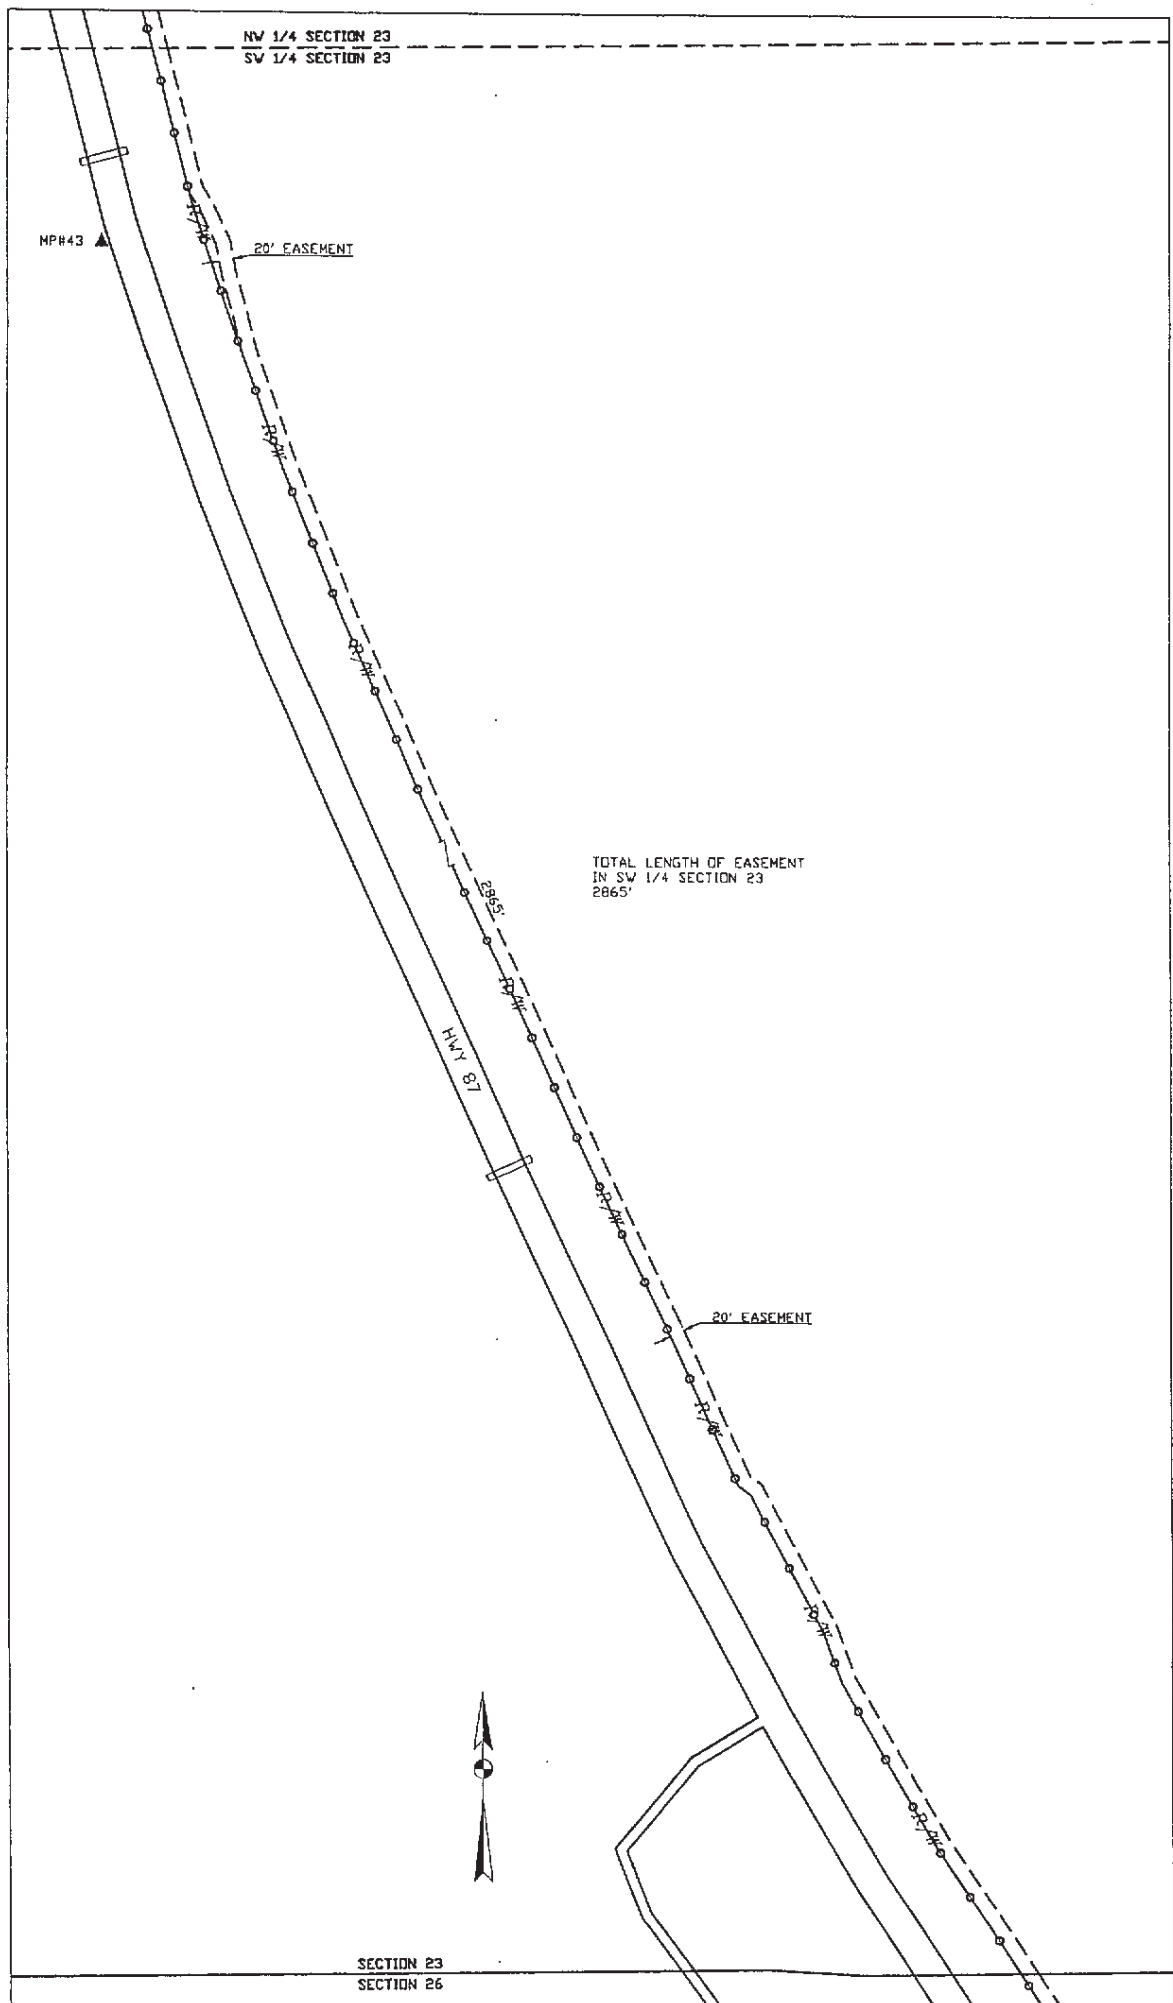 NW 1/4 SECTION 23
SW 1/4 SECTION 23
R/W
MP#43
20' EASEMENT
R/W
R/W
TOTAL LENGTH OF EASEMENT
IN SW 1/4 SECTION 23
2865'
2865'
R/W
HWY 87
R/W
20' EASEMENT
R/W
R/W
R/W
SECTION 23
SECTION 26